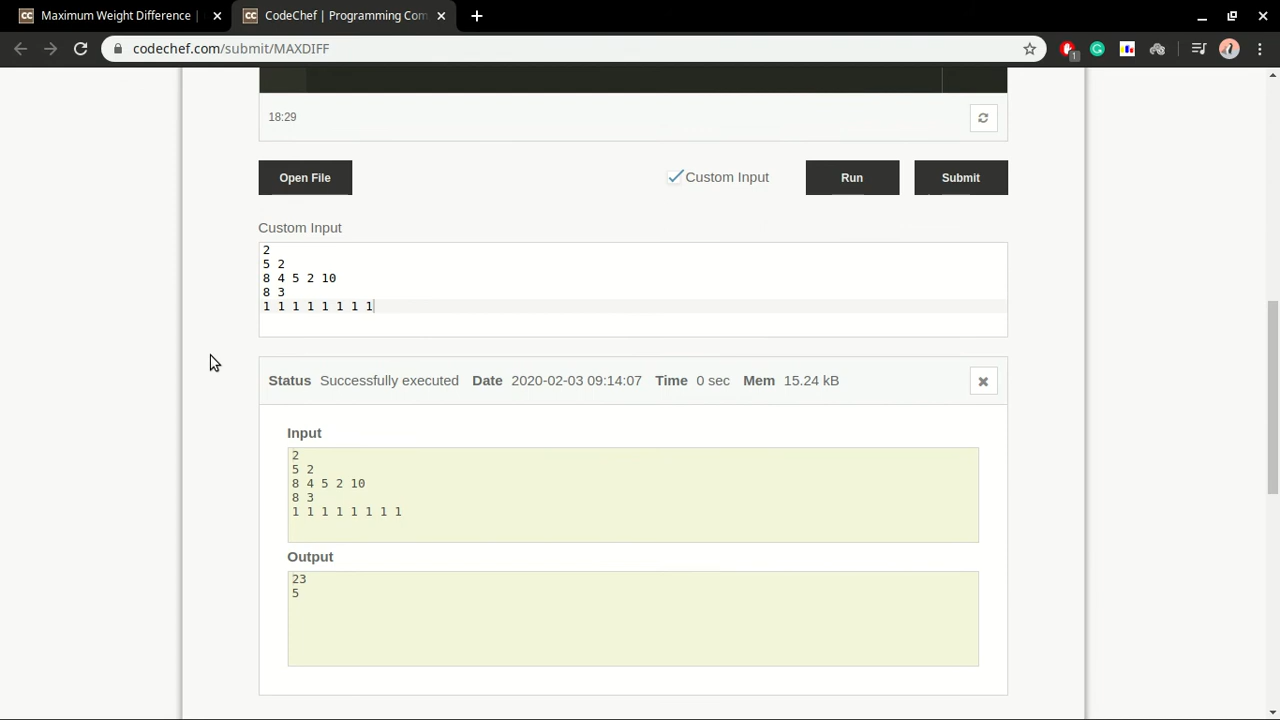 Maximum Weight Difference |
CodeChef | Programming Com
codechef.com/submit/MAXDIFF
1
18:29
Open File
Custom Input
Run
Submit
Custom Input
2
5 2
8 4 5 2 10
8 3
1 1 1 1 1 1 1 1
Status Successfully executed Date 2020-02-03 09:14:07 Time 0 sec Mem 15.24 kB
Input
2
5 2
8 4 5 2 10
8 3
1 1 1 1 1 1 1 1
Output
23
5